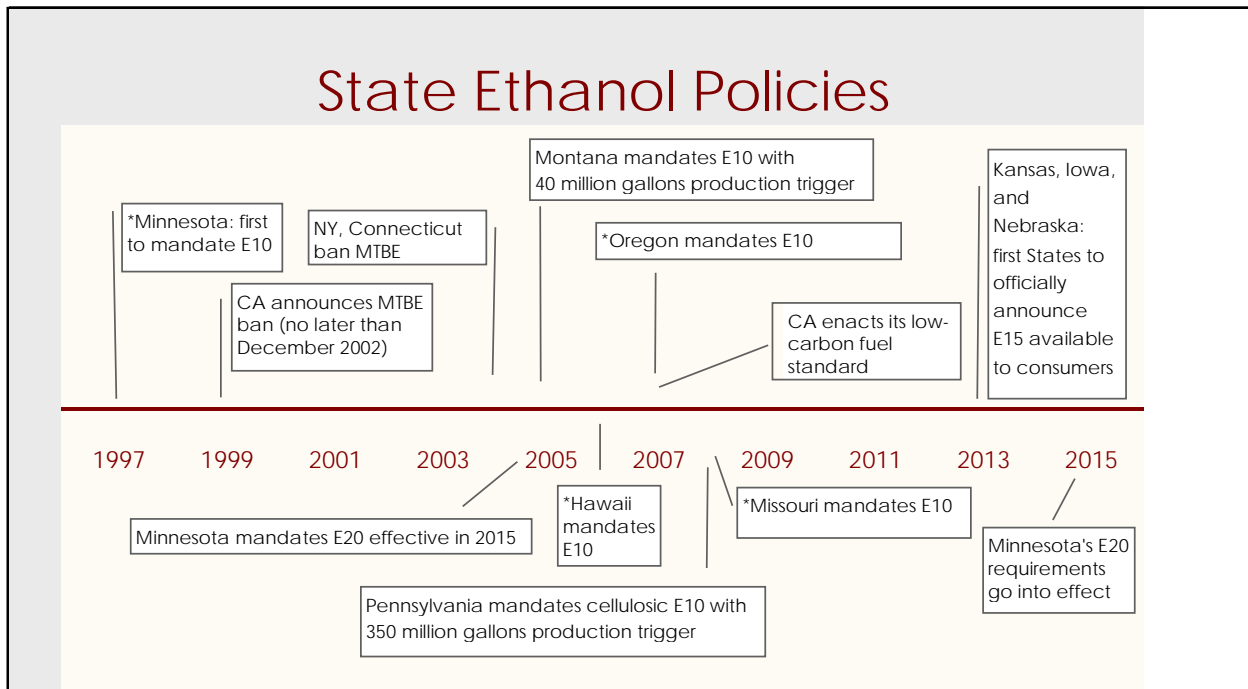 State Ethanol Policies
*Minnesota: first
to mandate E10
CA announces MTBE
ban (no later than
December 2002)
NY, Connecticut
ban MTBE
Montana mandates E10 with
40 million gallons production trigger
*Oregon mandates E10
CA enacts its low-
carbon fuel
standard
Kansas, Iowa,
and
Nebraska:
first States to
officially
announce
E15 available
to consumers
1997 1999 2001 2003 2005 2007 2009 2011 2013 2015
Minnesota mandates E20 effective in 2015
*Hawaii
mandates
E10
*Missouri mandates E10
Pennsylvania mandates cellulosic E10 with
350 million gallons production trigger
Minnesota's E20
requirements
go into effect